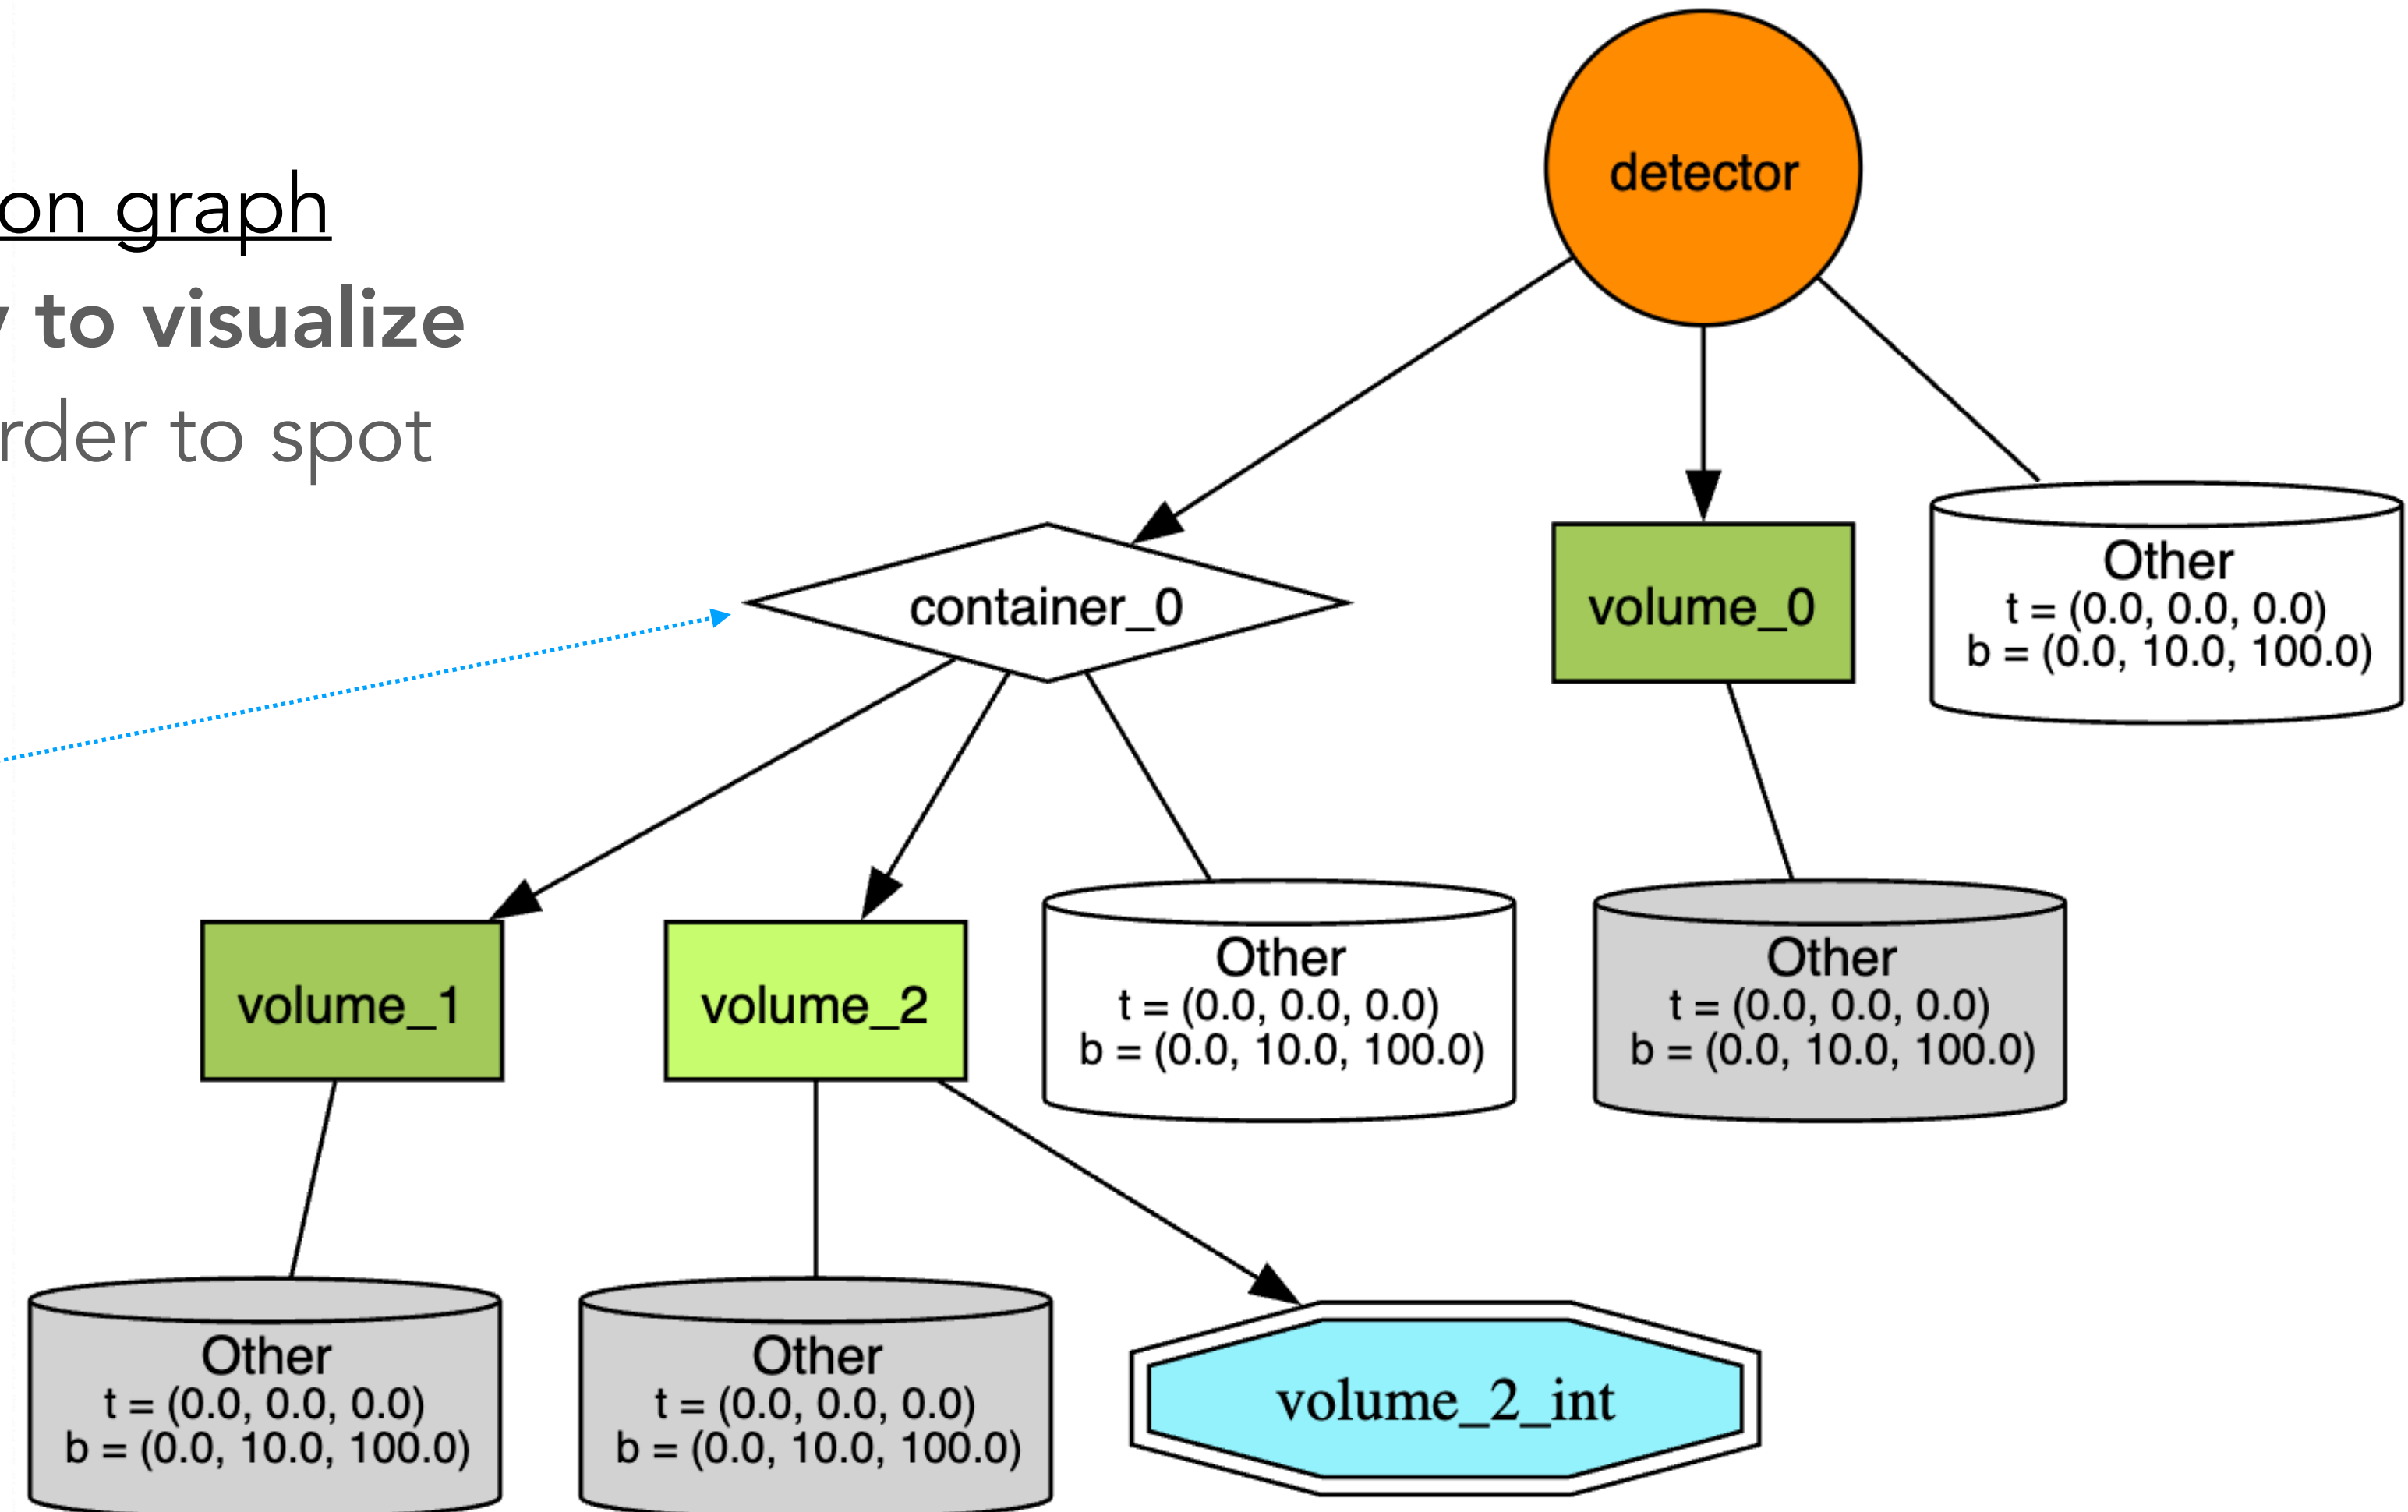 on graph
to visualize
rder to spot
detector
container_0
volume_0
Other
t = (0.0, 0.0, 0.0)
b = (0.0, 10.0, 100.0)
volume_1
volume_2
Other
t = (0.0, 0.0, 0.0)
b = (0.0, 10.0, 100.0)
Other
t = (0.0, 0.0, 0.0)
b = (0.0, 10.0, 100.0)
Other
t = (0.0, 0.0, 0.0)
b = (0.0, 10.0, 100.0)
Other
t = (0.0, 0.0, 0.0)
b = (0.0, 10.0, 100.0)
volume_2_int